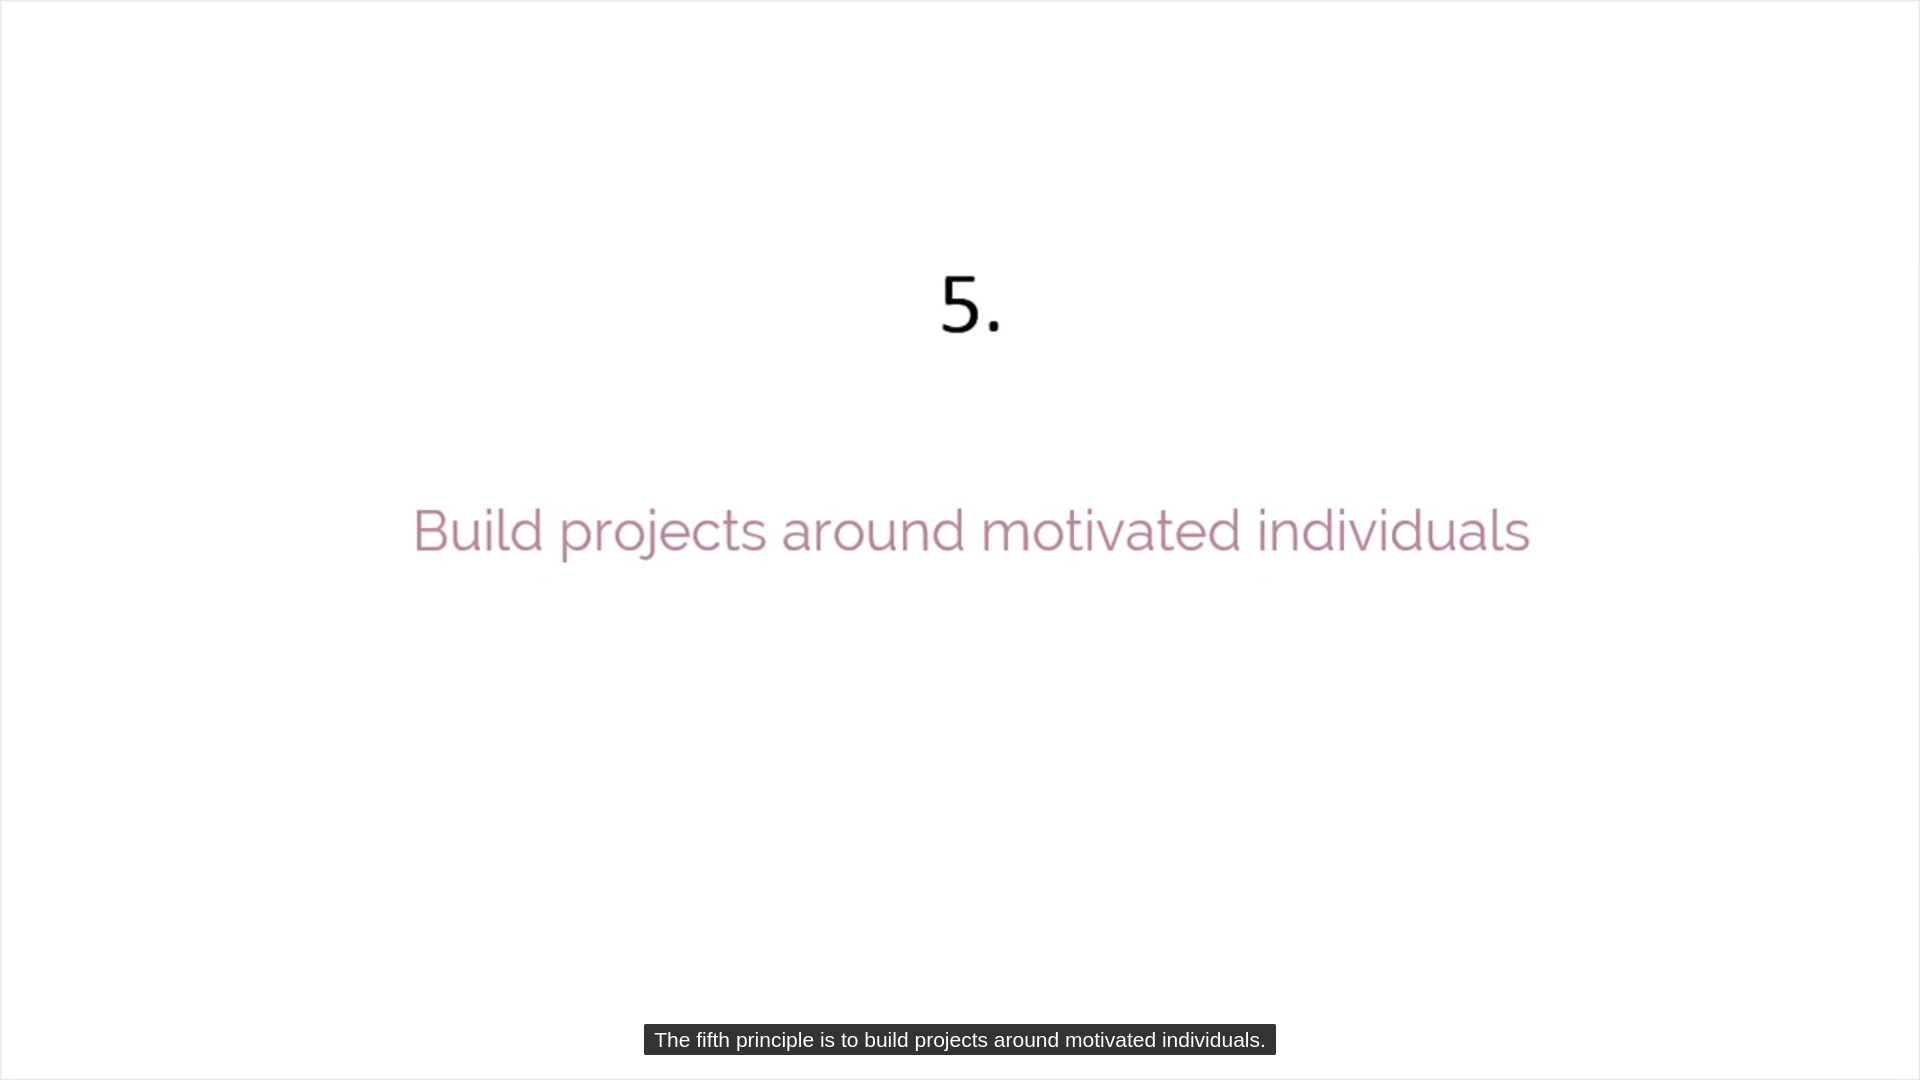 5.
Build projects around motivated individuals
The fifth principle is to build projects around motivated individuals.